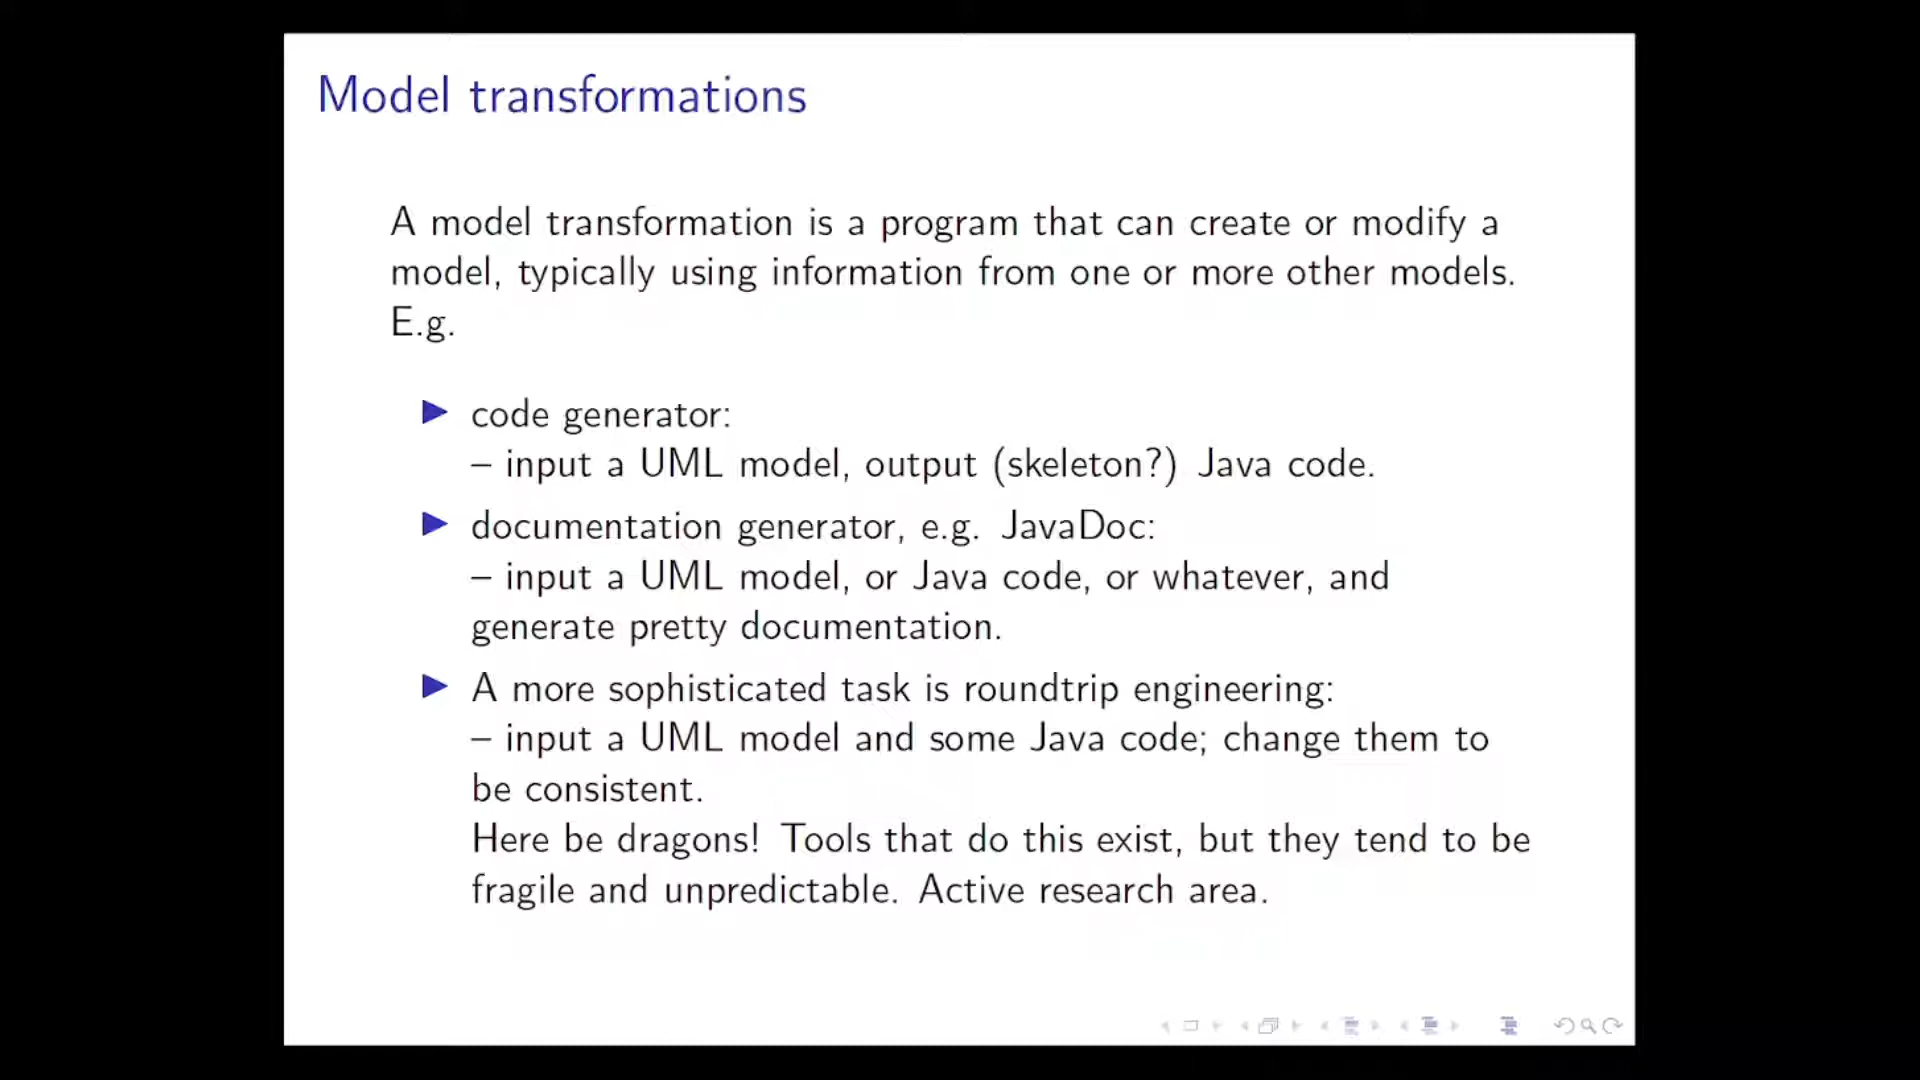 Model transformations
A model transformation is a program that can create or modify a
model, typically using information from one or more other models.
E.g.
code generator:
– input a UML model, output (skeleton?) Java code.
documentation generator, e.g. JavaDoc:
– input a UML model, or Java code, or whatever, and
generate pretty documentation.
A more sophisticated task is roundtrip engineering:
– input a UML model and some Java code; change them to
be consistent.
Here be dragons! Tools that do this exist, but they tend to be
fragile and unpredictable. Active research area.